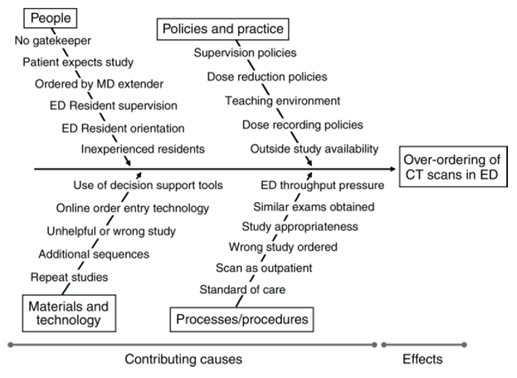 People
No gatekeeper
Patient expects study
Ordered by MD extender
ED Resident supervision
ED Resident orientation
Inexperienced residents
Policies and practice
Supervision policies
Dose reduction policies
Teaching environment
Dose recording policies
Outside study availability
Over-ordering of
CT scans in ED
Use of decision support tools
Online order entry technology
Unhelpful or wrong study
Additional sequences
Repeat studies
Materials and
technology
ED throughput pressure
Similar exams obtained
Study appropriateness
Wrong study ordered
Scan as outpatient
Standard of care
Processes/procedures
Contributing causes
Effects